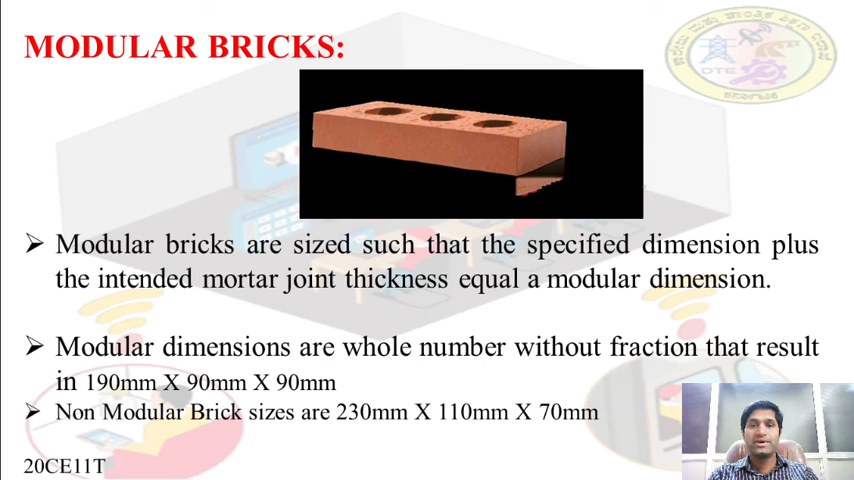 MODULAR BRICKS:
DTE
➢ Modular bricks are sized such that the specified dimension plus
the intended mortar joint thickness equal a modular dimension.
➢ Modular dimensions are whole number without fraction that result
in 190mm X 90mm X 90mm
➢ Non Modular Brick sizes are 230mm X 110mm X 70mm
20CE11T